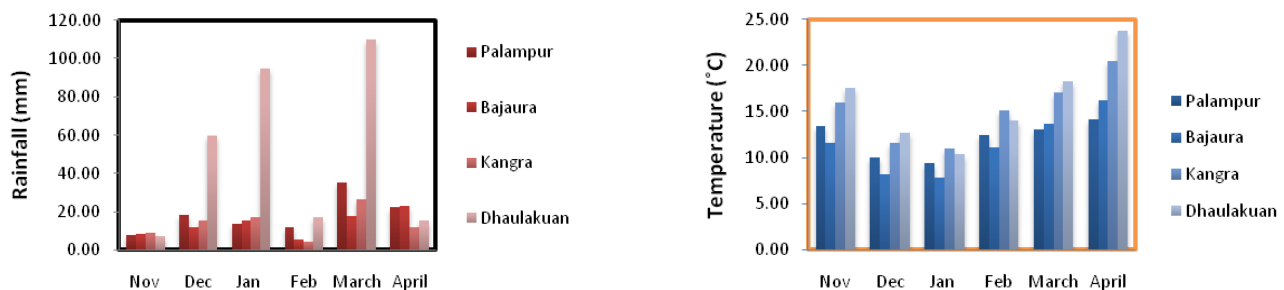 120.00
100.00
80.00
60.00
40.00
20.00
0.00
Rainfall (mm)
Nov Dec Jan Feb March April
Palampur
Bajaura
Kangra
Dhaulakuan
25.00
20.00
15.00
10.00
5.00
0.00
Temperature (˚C)
Nov Dec Jan Feb March April
Palampur
Bajaura
Kangra
Dhaulakuan